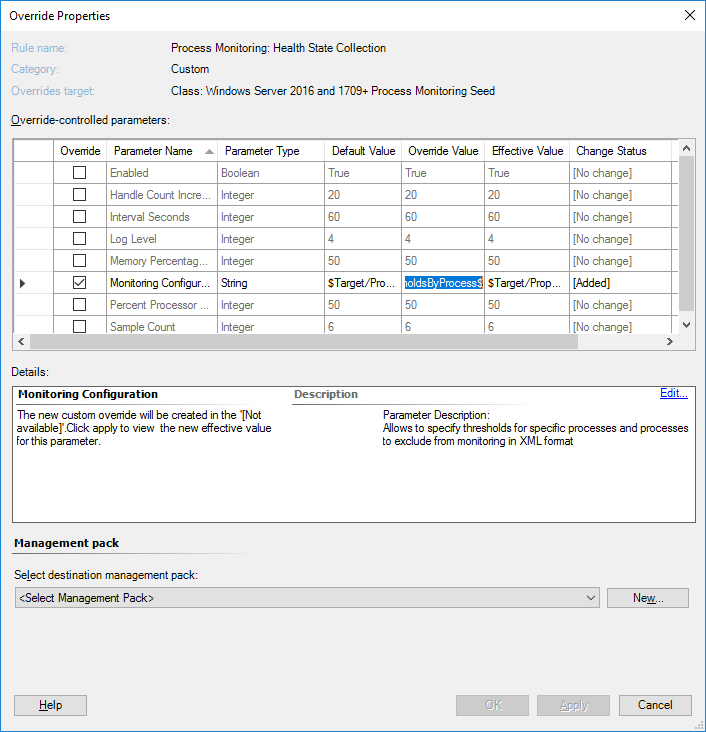 Override Properties
Rule name: Process Monitoring: Health State Collection
Category: Custom
Overrides target: Class: Windows Server 2016 and 1709+ Process Monitoring Seed
Override-controlled parameters:
Override Parameter Name Parameter Type Default Value Override Value Effective Value Change Status
Enabled Boolean True True True [No change]
Handle Count Incre... Integer 20 20 20 [No change]
Interval Seconds Integer 60 60 60 [No change]
Log Level Integer 4 4 4 [No change]
Memory Percentag... Integer 50 50 50 [No change]
Monitoring Configur... String $Target/Pro... holdsByProcess$ $Target/Prop... [Added]
Percent Processor Integer 50 50 50 [No change]
Sample Count Integer 6 6 6 [No change]
Details:
Monitoring Configuration Description Edit...
The new custom override will be created in the '[Not
available]'.Click apply to view the new effective value
for this parameter.
Parameter Description:
Allows to specify thresholds for specific processes and processes
to exclude from monitoring in XML format
Management pack
Select destination management pack:
<Select Management Pack> New...
Help OK Apply Cancel